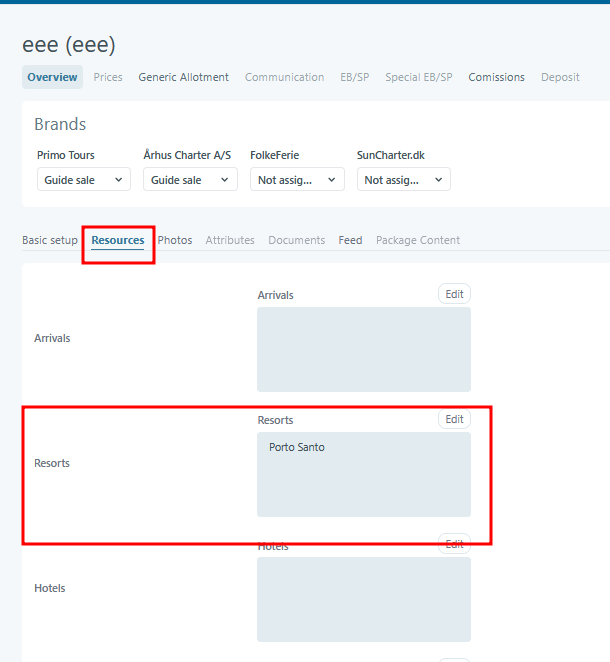 eee (eee)
Overview Prices Generic Allotment Communication EB/SP Special EB/SP Comissions Deposit
Brands
Primo Tours Århus Charter A/S FolkeFerie SunCharter.dk
Guide sale Guide sale Not assig... Not assig...
Basic setup Resources Photos Attributes Documents Feed Package Content
Arrivals Edit
Arrivals
Resorts Edit
Porto Santo
Resorts
Hotels Edit
Hotels